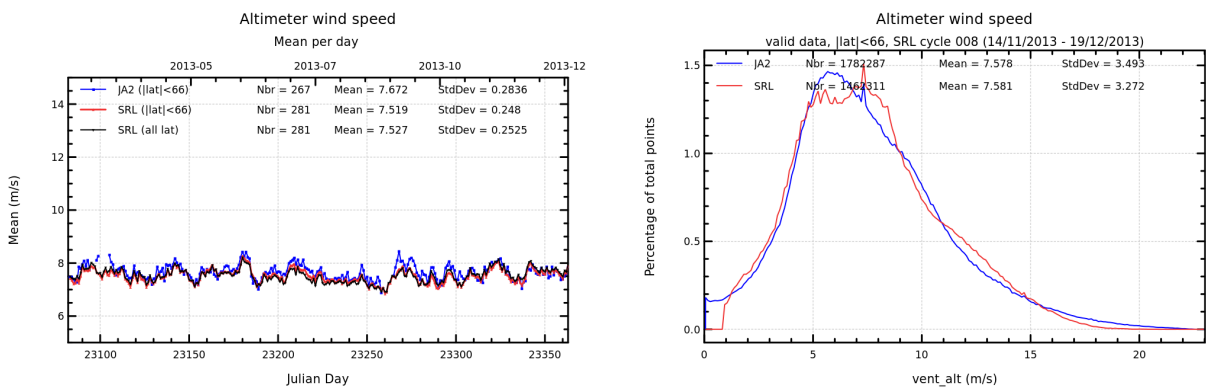 Altimeter wind speed
Mean per day
2013-05 2013-07 2013-10 2013-12
JA2 (|lat|<66) Nbr = 267 Mean = 7.672 StdDev = 0.2836
SRL (|lat|<66) Nbr = 281 Mean = 7.519 StdDev = 0.248
SRL (all lat) Nbr = 281 Mean = 7.527 StdDev = 0.2525
14
12
10
8
6
Mean (m/s)
23100 23150 23200 23250 23300 23350
Julian Day
Altimeter wind speed
valid data, |lat|<66, SRL cycle 008 (14/11/2013 - 19/12/2013)
JA2 Nbr = 1782287 Mean = 7.578 StdDev = 3.493
SRL Nbr = 1462311 Mean = 7.581 StdDev = 3.272
1.5
1.0
0.5
0.0
Percentage of total points
0 5 10 15 20
vent_alt (m/s)